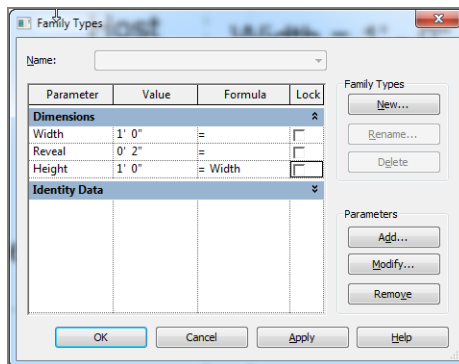 Family Types
Name:
Parameter Value Formula Lock
Dimensions
Width 1' 0" =
Reveal 0' 2" =
Height 1' 0" = Width
Identity Data
Family Types
New...
Rename...
Delete
Parameters
Add...
Modify...
Remove
OK Cancel Apply Help